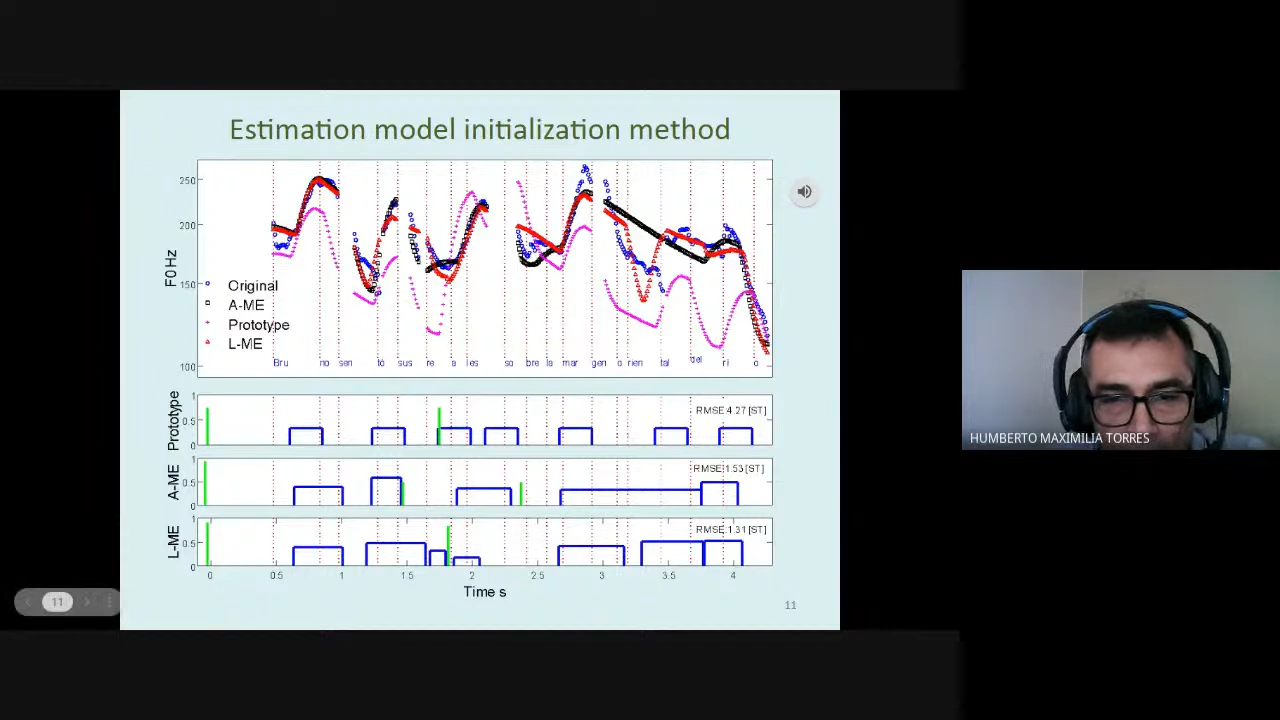 Estimation model initialization method
F0 Hz
250
200
150
100
Original
A-ME
Prototype
L-ME
Bru no sen tó sus re a les so bre la mar gen o rien tal del rí o
Prototype
1
0.5
0
RMSE:4.27[ST]
A-ME
1
0.5
0
RMSE:1.53[ST]
L-ME
1
0.5
0
RMSE:1.31[ST]
0 0.5 1 1.5 2 2.5 3 3.5 4
Time s
11
11
HUMBERTO MAXIMILIA TORRES